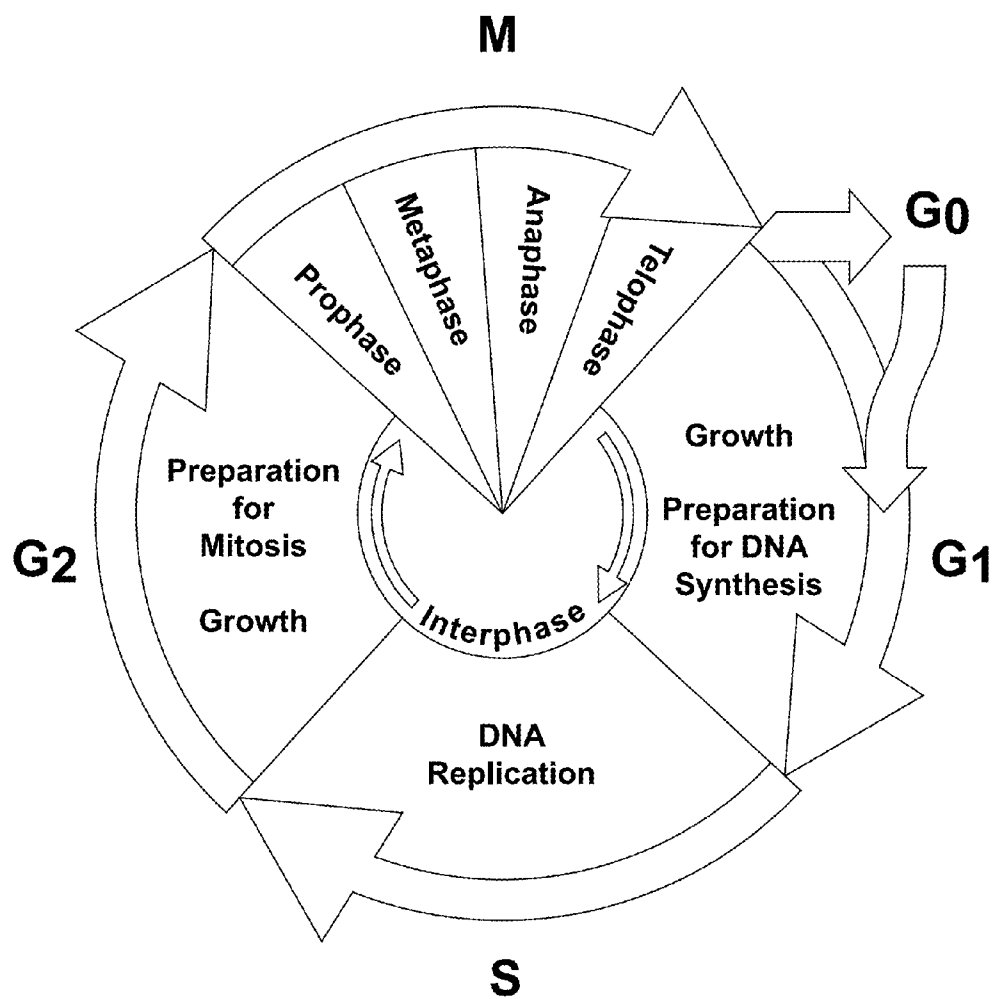 M
G0
Prophase
Metaphase
Anaphase
Telophase
Growth
Preparation
for DNA
Synthesis
G1
Preparation
for
Mitosis
Growth
G2
Interphase
DNA
Replication
S